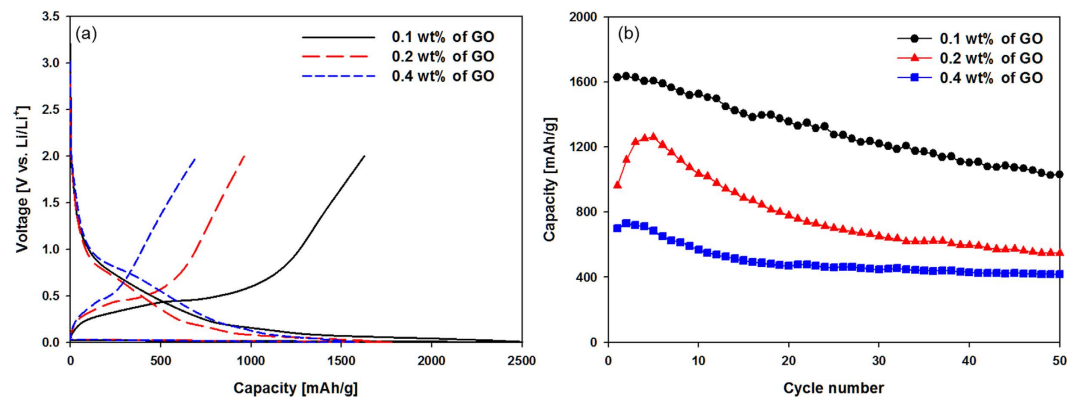 (a)
0.1 wt% of GO
0.2 wt% of GO
0.4 wt% of GO
3.5
3.0
2.5
2.0
1.5
1.0
0.5
0.0
Voltage [V vs. Li/Li⁺]
0
500
1000
1500
2000
2500
Capacity [mAh/g]
(b)
0.1 wt% of GO
0.2 wt% of GO
0.4 wt% of GO
2000
1600
1200
800
400
0
Capacity [mAh/g]
0
10
20
30
40
50
Cycle number